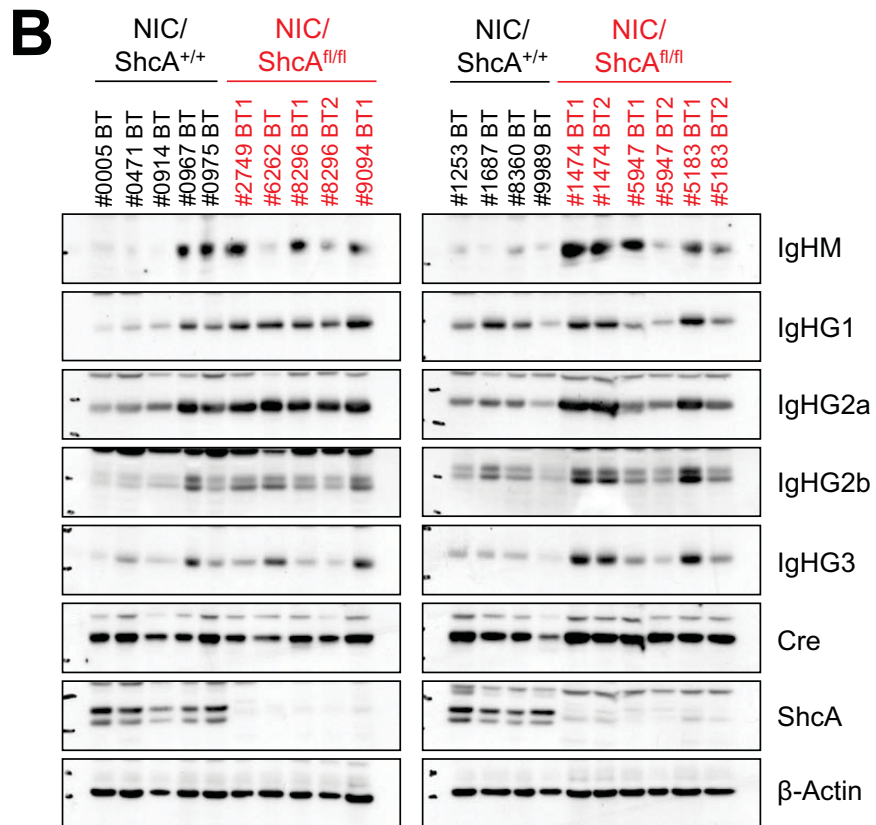 B
NIC/
ShcA+/+
NIC/
ShcAfl/fl
NIC/
ShcA+/+
NIC/
ShcAfl/fl
#0005 BT
#0471 BT
#0914 BT
#0967 BT
#0975 BT
#2749 BT1
#6262 BT
#8296 BT1
#8296 BT2
#9094 BT1
#1253 BT
#1687 BT
#8360 BT
#9989 BT
#1474 BT1
#1474 BT2
#5947 BT1
#5947 BT2
#5183 BT1
#5183 BT2
IgHM
IgHG1
IgHG2a
IgHG2b
IgHG3
Cre
ShcA
β-Actin